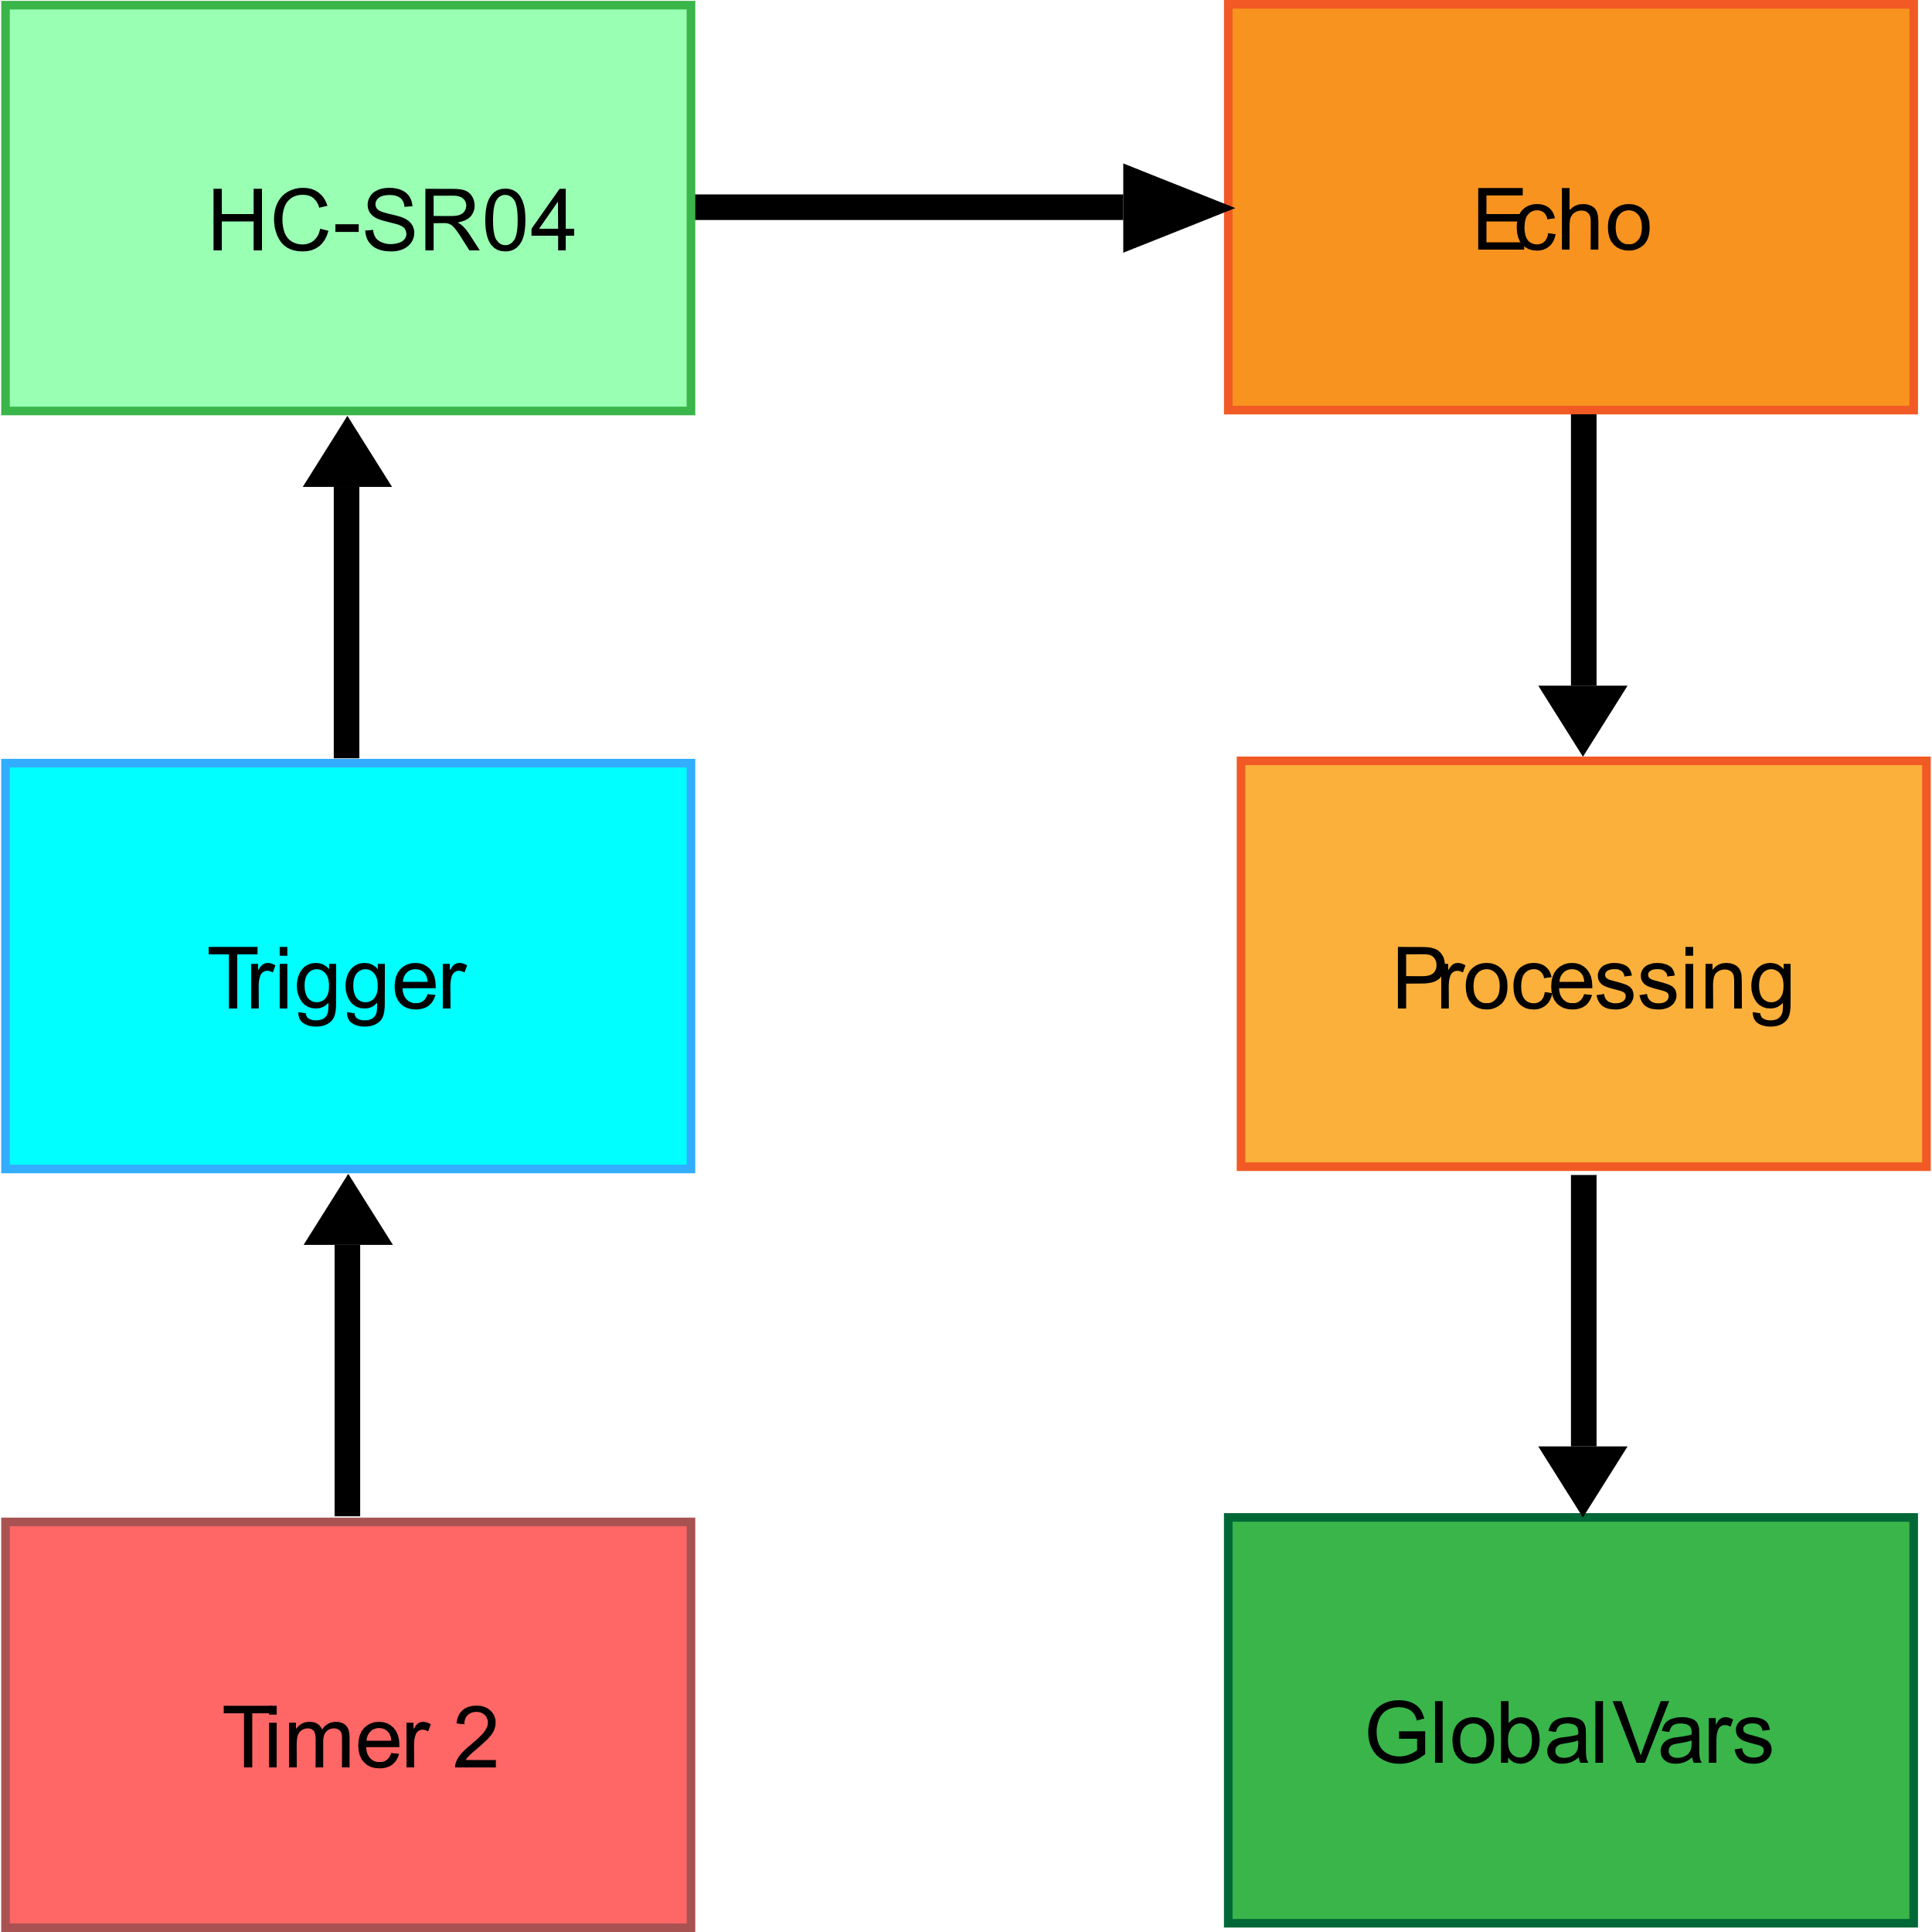 HC-SR04
Echo
Trigger
Processing
Timer 2
GlobalVars